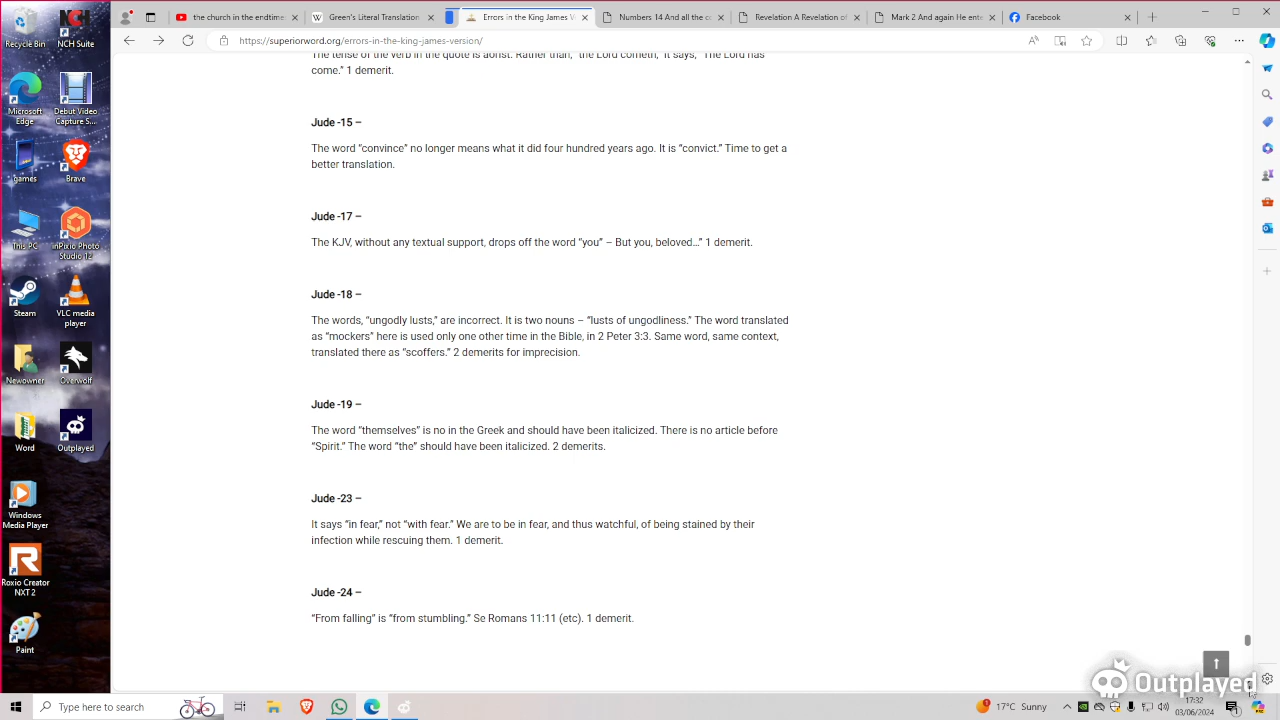 the church in the endtime
Green's Literal Translation
Errors in the King James V
Numbers 14 And all the co
Revelation A Revelation of
Mark 2 And again He ente
Facebook
https://superiorword.org/errors-in-the-king-james-version/
Recycle Bin
NCH Suite
Microsoft Edge
Debut Video Capture S...
games
Brave
This PC
inPixio Photo Studio 12
Steam
VLC media player
Newowner
Overwolf
Word
Outplayed
Windows Media Player
Roxio Creator NXT 2
Paint
The tense of the verb in the quote is aorist. Rather than, “the Lord cometh,” it says, “The Lord has
come.” 1 demerit.
Jude -15 –
The word “convince” no longer means what it did four hundred years ago. It is “convict.” Time to get a
better translation.
Jude -17 –
The KJV, without any textual support, drops off the word “you” – But you, beloved…” 1 demerit.
Jude -18 –
The words, “ungodly lusts,” are incorrect. It is two nouns – “lusts of ungodliness.” The word translated
as “mockers” here is used only one other time in the Bible, in 2 Peter 3:3. Same word, same context,
translated there as “scoffers.” 2 demerits for imprecision.
Jude -19 –
The word “themselves” is no in the Greek and should have been italicized. There is no article before
“Spirit.” The word “the” should have been italicized. 2 demerits.
Jude -23 –
It says “in fear,” not “with fear.” We are to be in fear, and thus watchful, of being stained by their
infection while rescuing them. 1 demerit.
Jude -24 –
“From falling” is “from stumbling.” Se Romans 11:11 (etc). 1 demerit.
Outplayed
Type here to search
17°C Sunny
17:32
03/06/2024